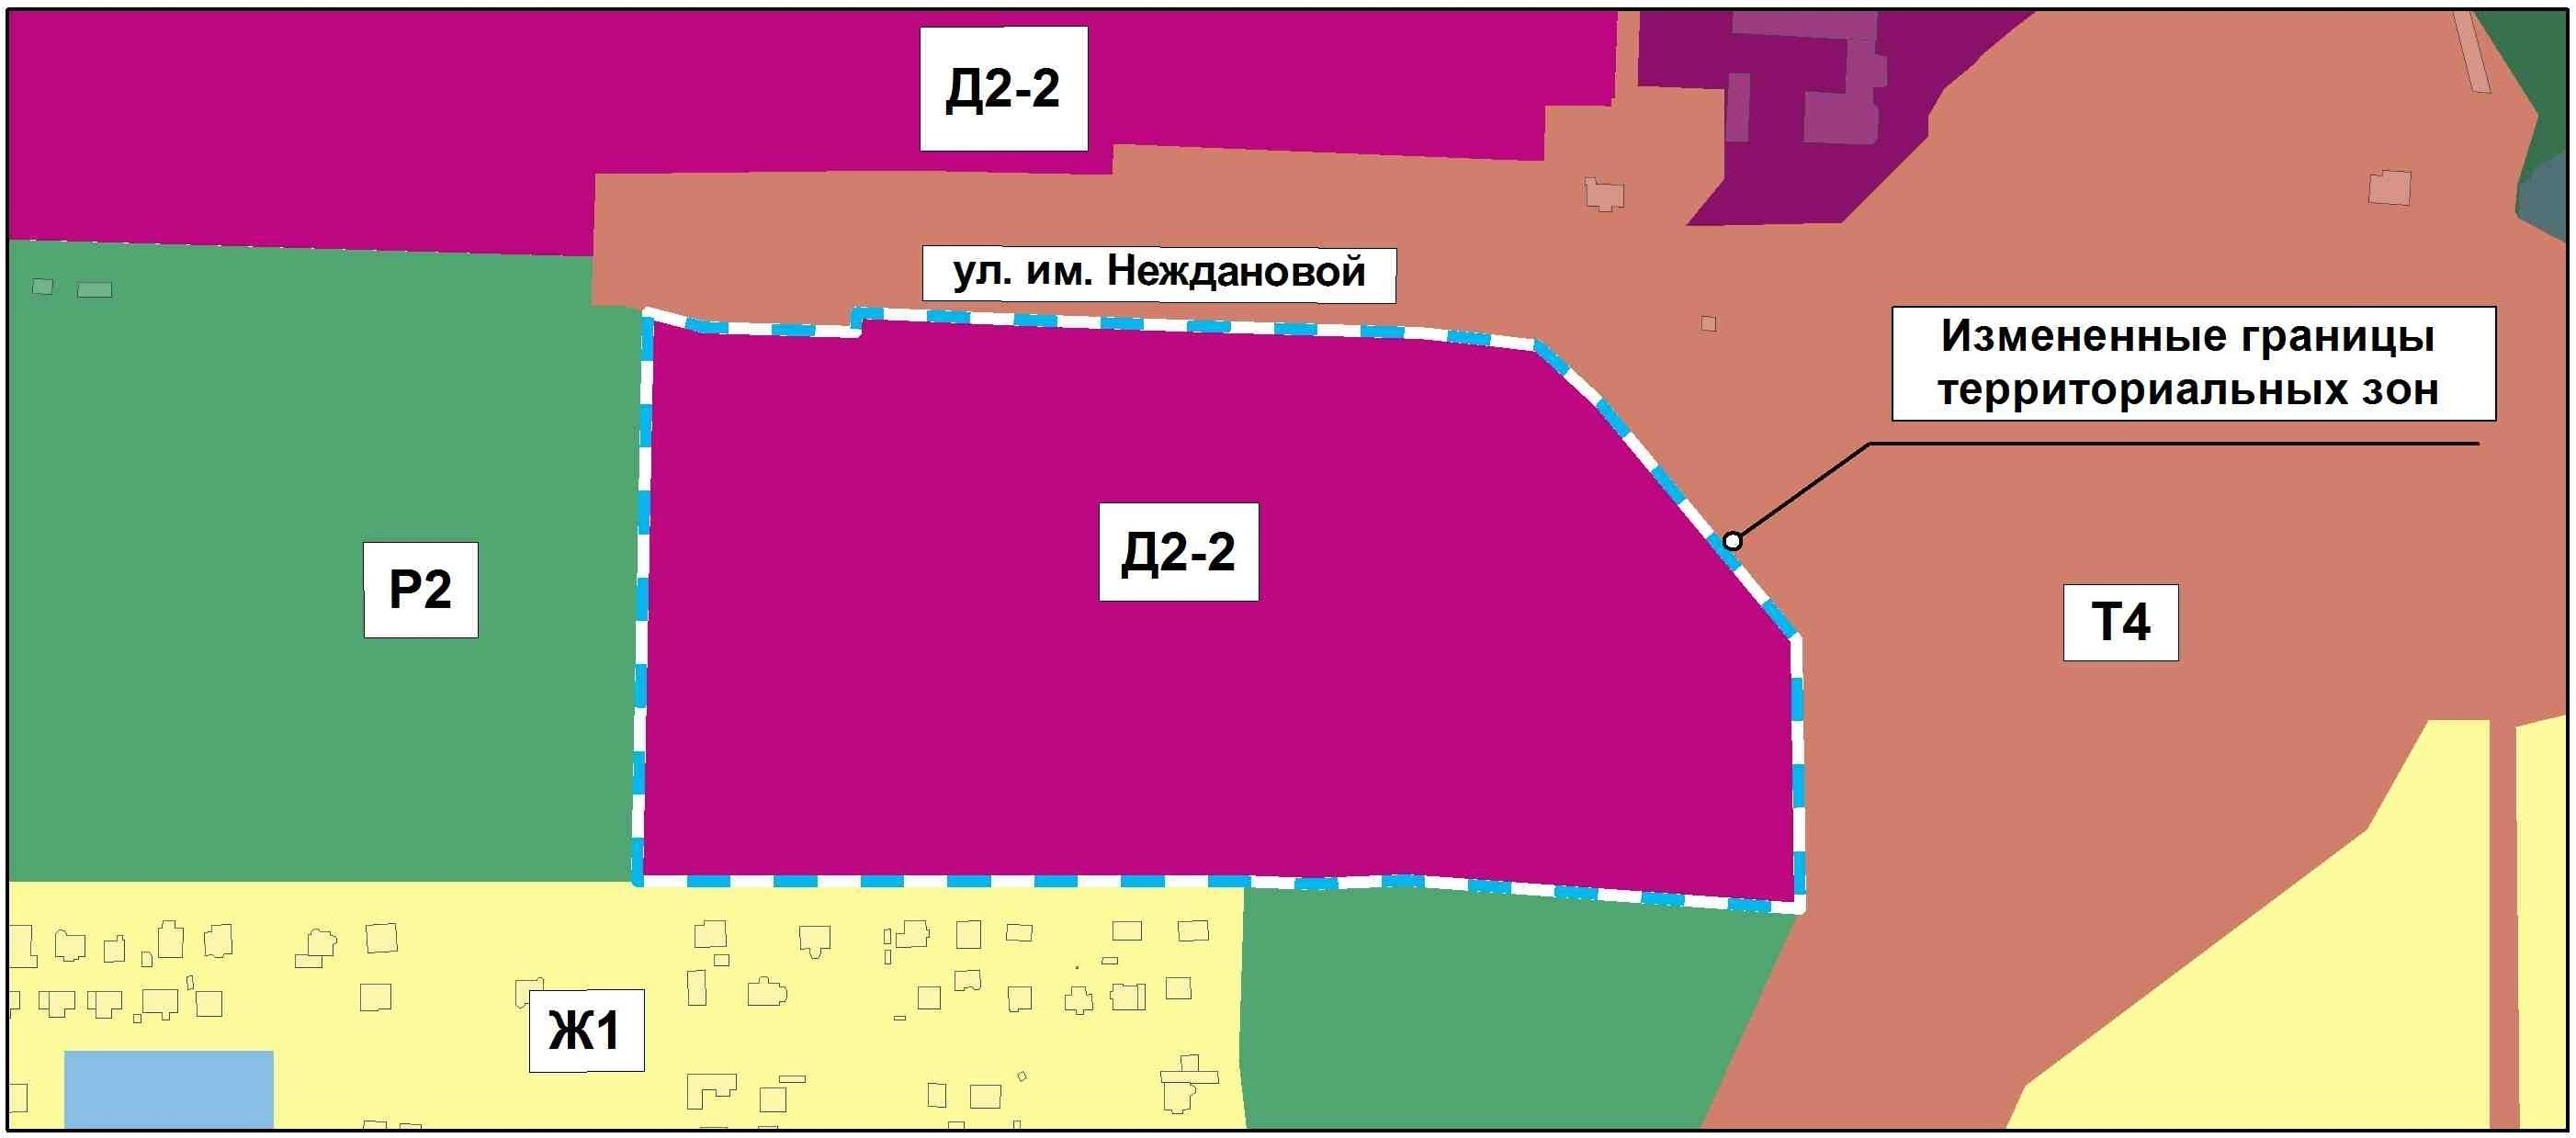 Д2-2
ул. им. Неждановой
Измененные границы
территориальных зон
Д2-2
Р2
Т4
Ж1